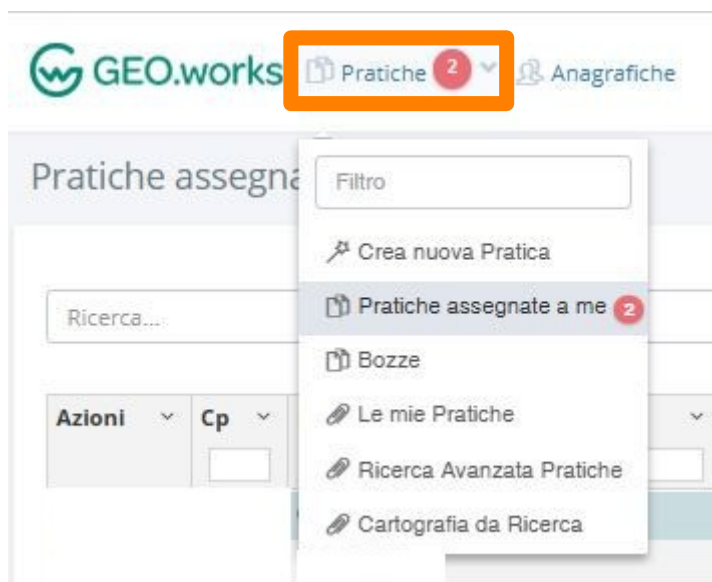 GEO.works Pratiche 2 Anagrafiche
Pratiche assegna
Filtro
Crea nuova Pratica
Ricerca...
Pratiche assegnate a me 2
Bozze
Azioni Cp
Le mie Pratiche
Ricerca Avanzata Pratiche
Cartografia da Ricerca